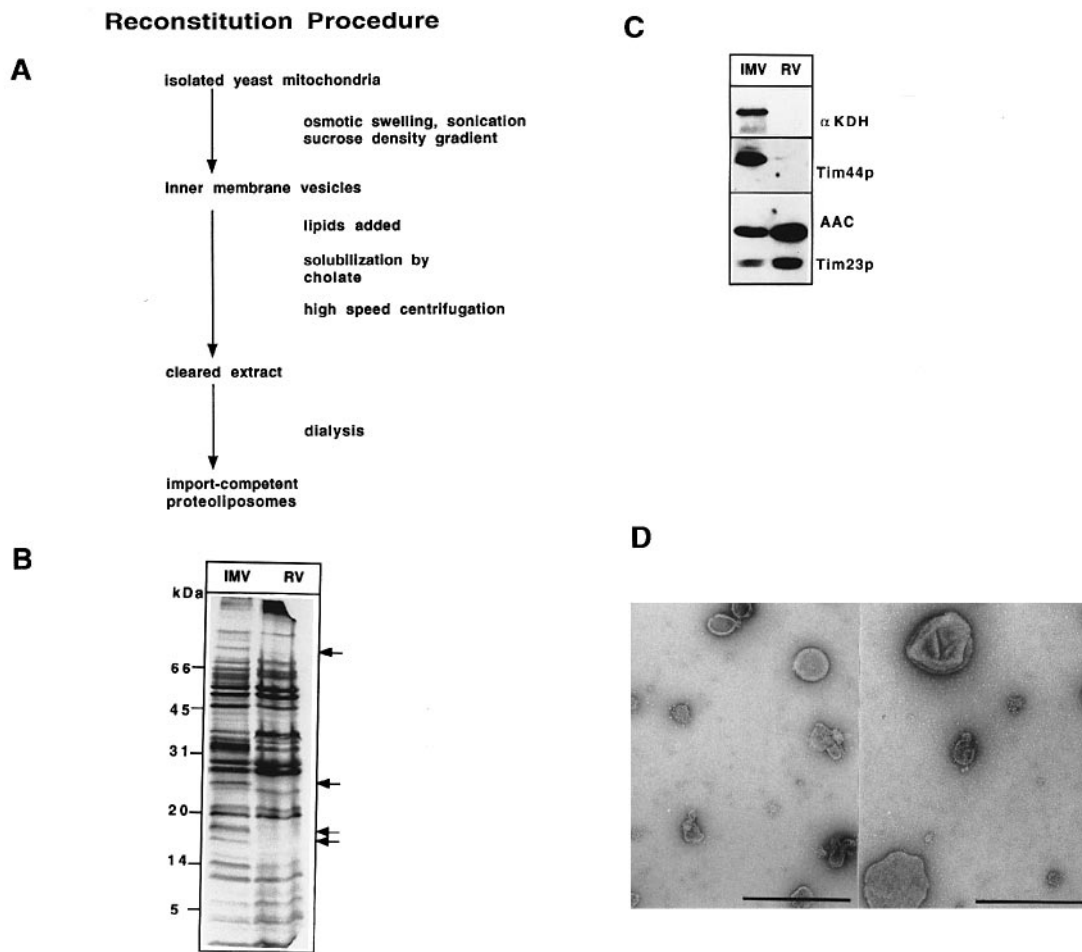 Reconstitution Procedure
A
isolated yeast mitochondria
osmotic swelling, sonication
sucrose density gradient
Inner membrane vesicles
lipids added
solubilization by
cholate
high speed centrifugation
cleared extract
dialysis
import-competent
proteoliposomes
B
IMV RV
kDa
66
45
31
20
14
5
C
IMV RV
α KDH
Tim44p
AAC
Tim23p
D